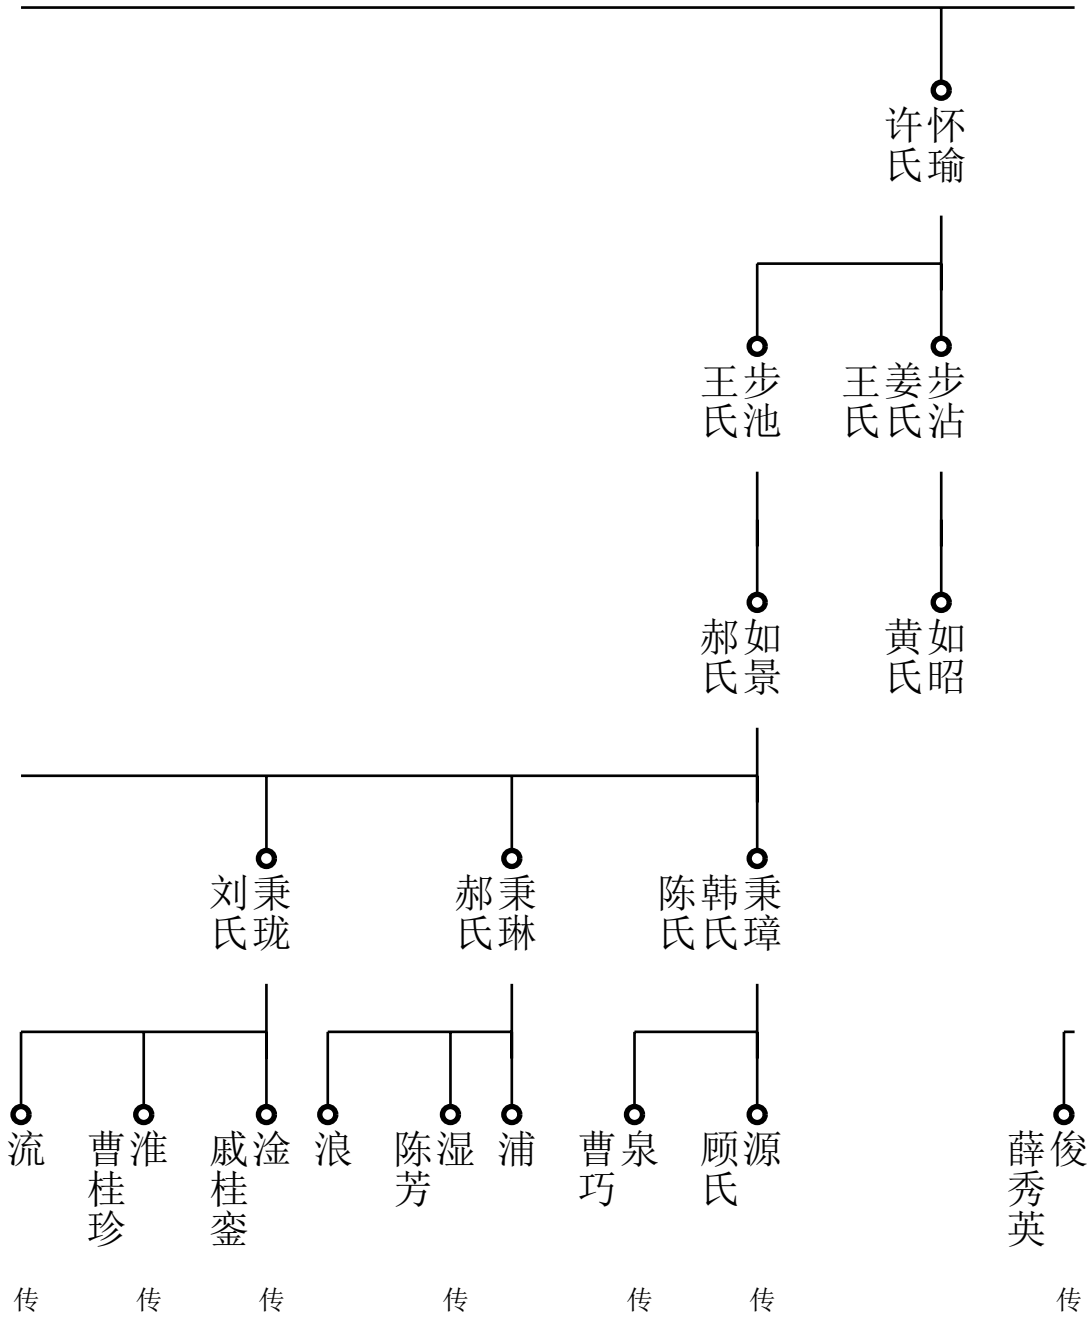 怀瑜
许氏
步沾
姜氏
王氏
步池
王氏
如昭
黄氏
如景
郝氏
秉璋
韩氏
陈氏
秉琳
郝氏
秉珑
刘氏
俊
薛秀英
源
顾氏
泉
曹巧
浦
湿
陈芳
浪
淦
戚桂銮
淮
曹桂珍
流
传
传
传
传
传
传
传